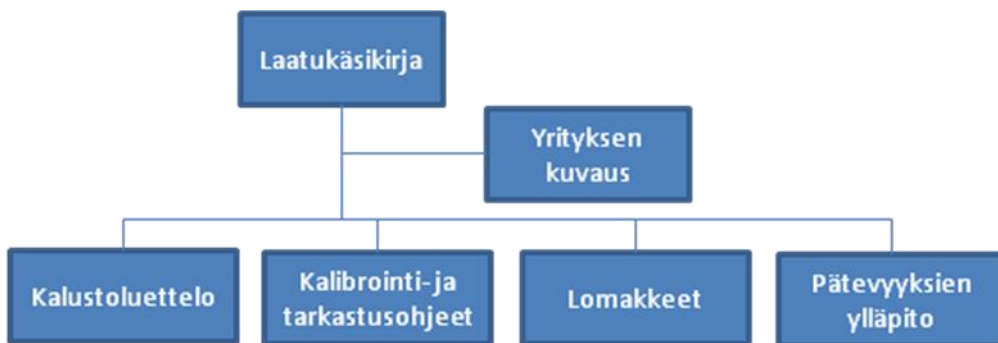 Laatukäsikirja
Yrityksen
kuvaus
Kalustoluettelo
Kalibrointi-ja
tarkastusohjeet
Lomakkeet
Pätevyyksien
ylläpito